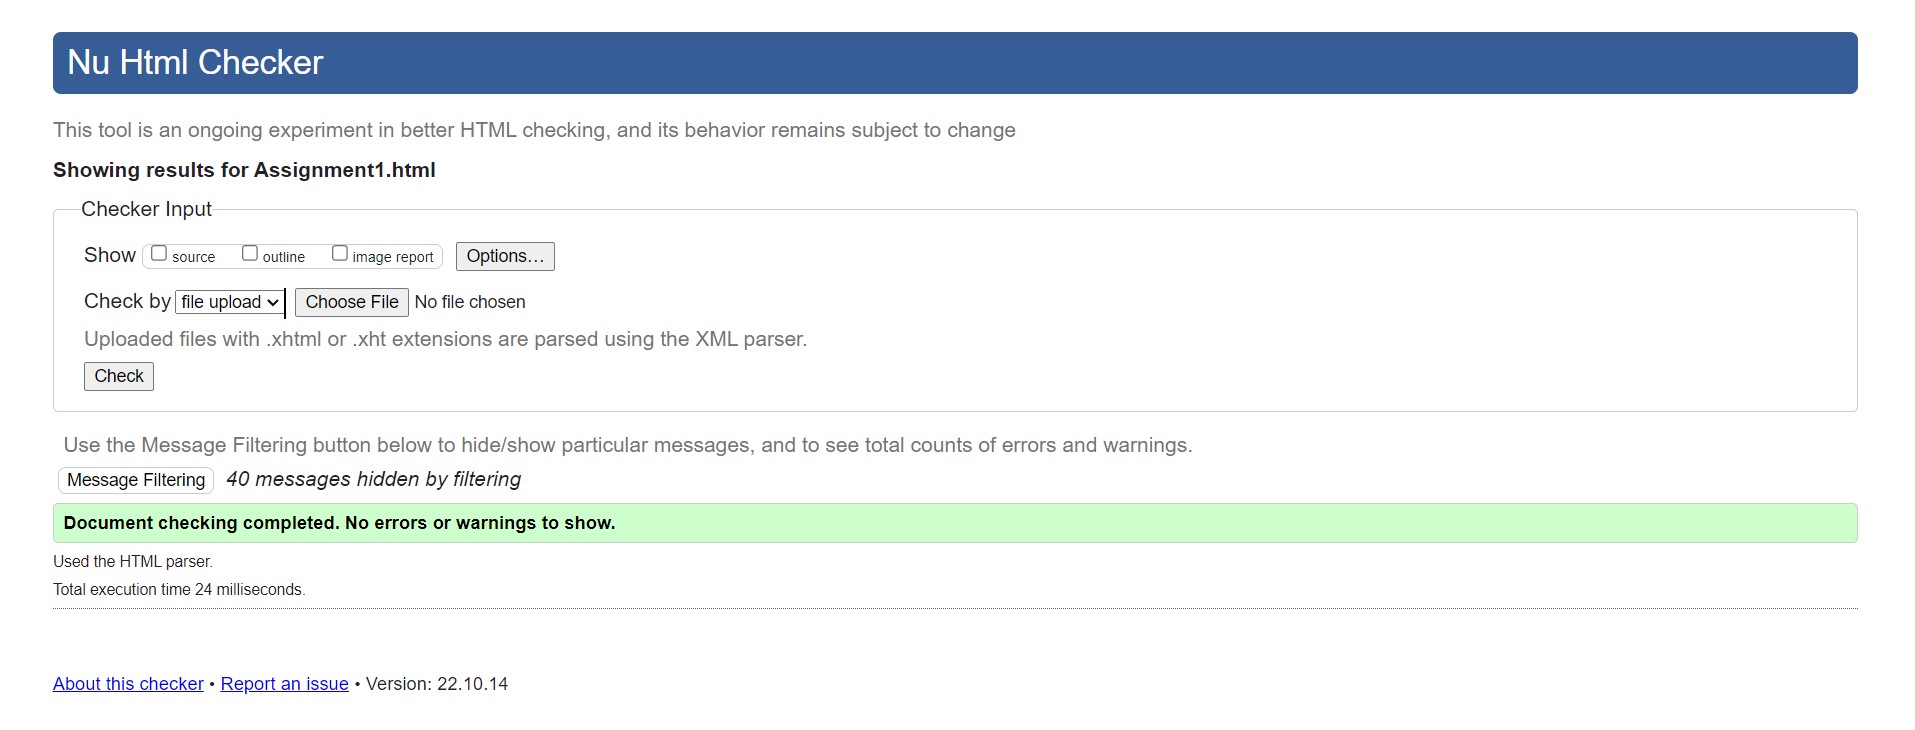 Nu Html Checker
This tool is an ongoing experiment in better HTML checking, and its behavior remains subject to change
Showing results for Assignment1.html
Checker Input
Show source outline image report Options...
Check by file upload Choose File No file chosen
Uploaded files with .xhtml or .xht extensions are parsed using the XML parser.
Check
Use the Message Filtering button below to hide/show particular messages, and to see total counts of errors and warnings.
Message Filtering 40 messages hidden by filtering
Document checking completed. No errors or warnings to show.
Used the HTML parser.
Total execution time 24 milliseconds.
About this checker • Report an issue • Version: 22.10.14